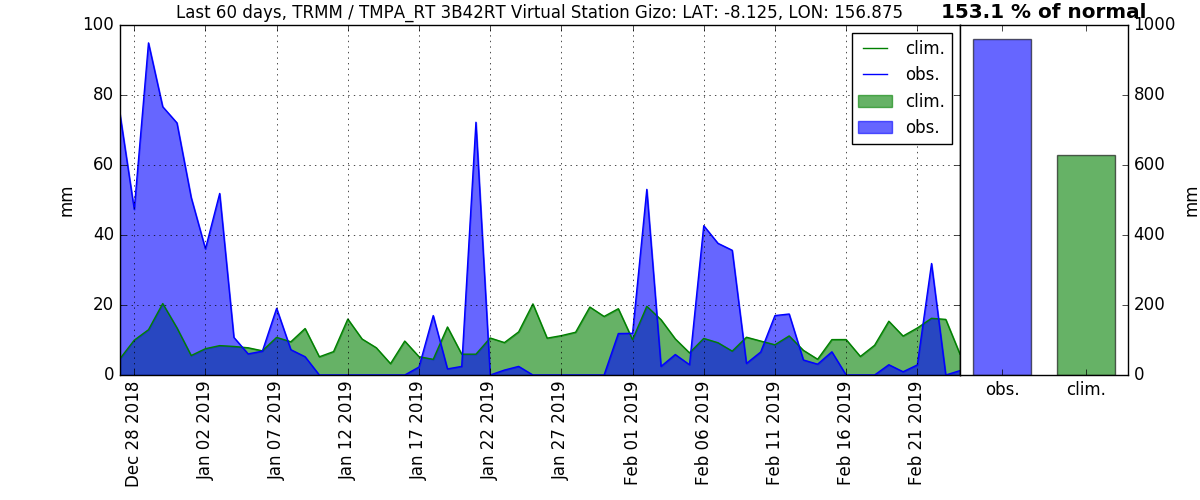 Last 60 days, TRMM / TMPA_RT 3B42RT Virtual Station Gizo: LAT: -8.125, LON: 156.875
153.1 % of normal
100
80
60
40
20
0
mm
clim.
obs.
clim.
obs.
1000
800
600
400
200
0
mm
Dec 28 2018
Jan 02 2019
Jan 07 2019
Jan 12 2019
Jan 17 2019
Jan 22 2019
Jan 27 2019
Feb 01 2019
Feb 06 2019
Feb 11 2019
Feb 16 2019
Feb 21 2019
obs.
clim.